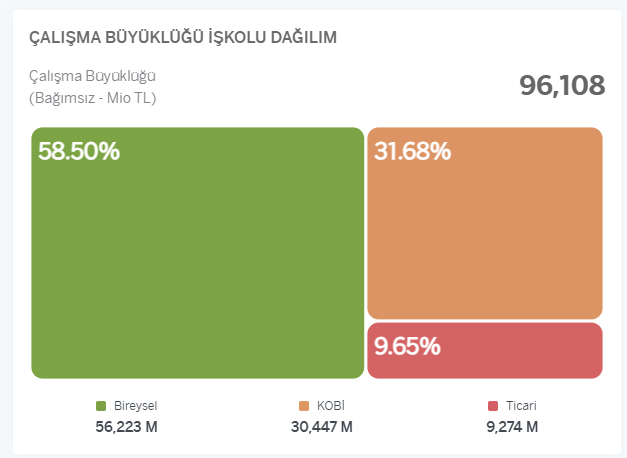 ÇALIŞMA BÜYÜKLÜĞÜ İŞKOLU DAĞILIM
Çalışma Büyüklüğü
(Bağımsız - Mio TL)
96,108
58.50%
31.68%
9.65%
Bireysel
56,223 M
KOBİ
30,447 M
Ticari
9,274 M